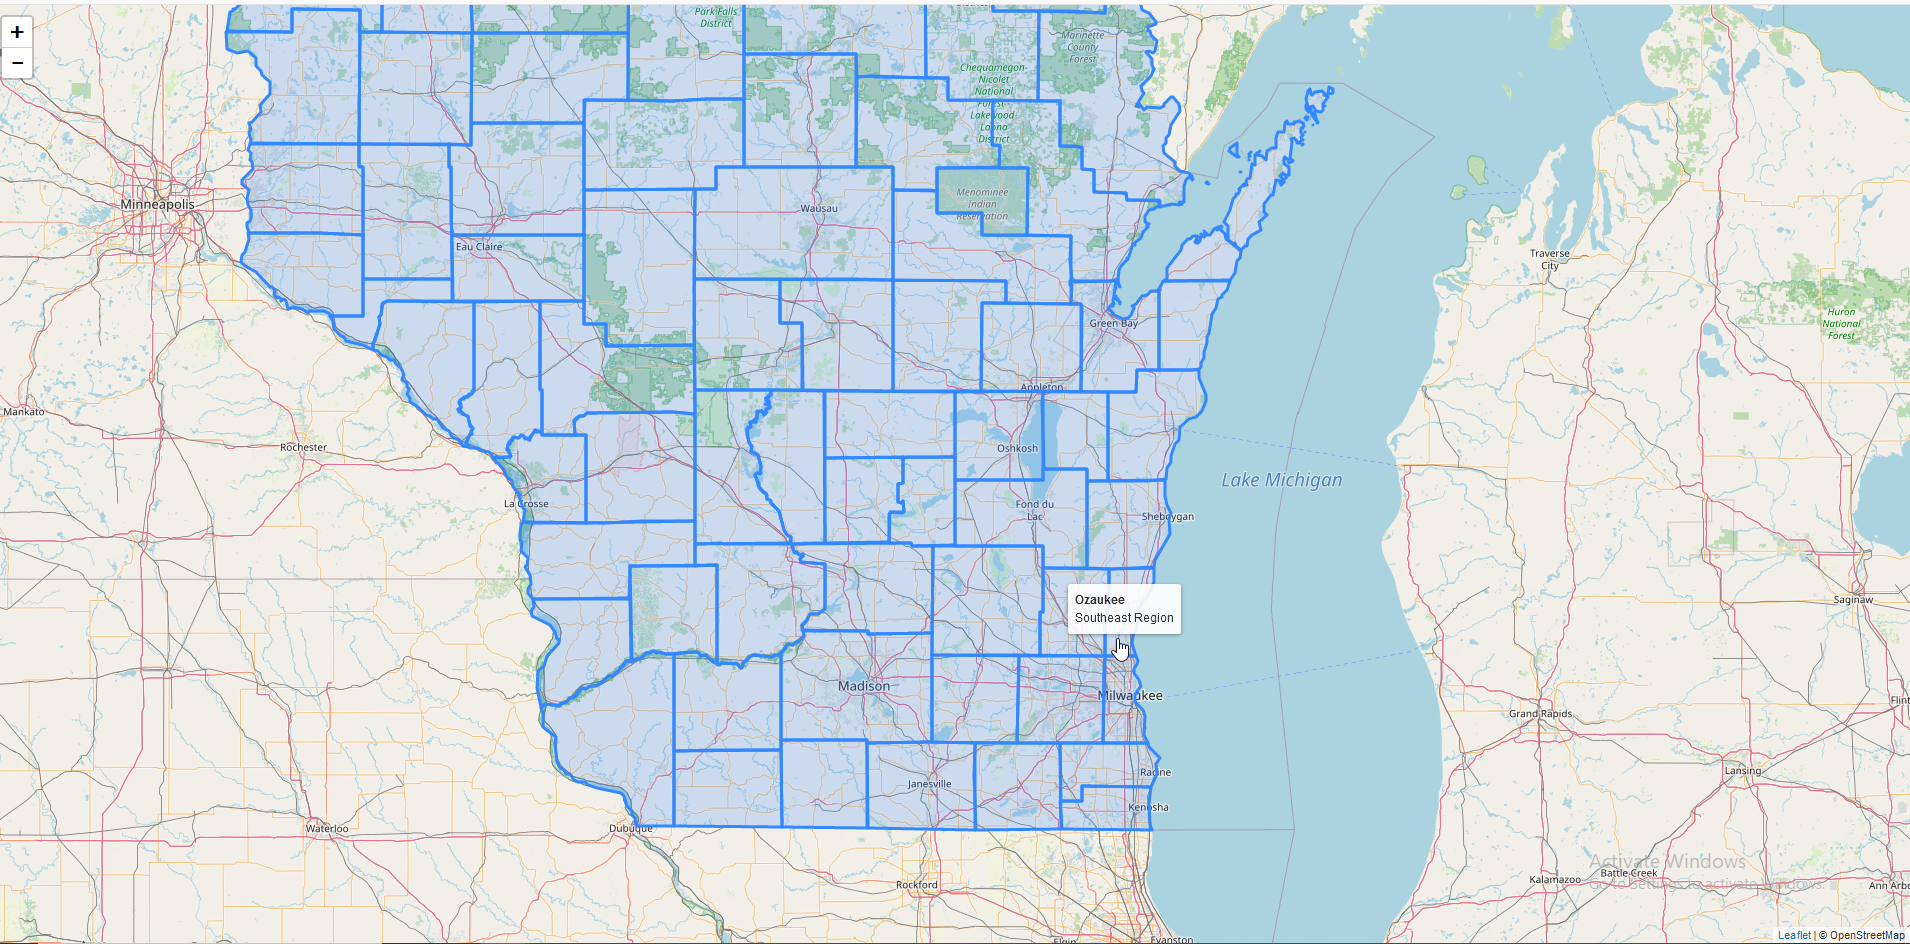 +
−
Park Falls
District
Marinette
County
Forest
Chequamegon-
Nicolet
National
Forest
Lakewood
Laona
District
Minneapolis
Menominee
Indian
Reservation
Wausau
Eau Claire
Traverse
City
Green Bay
Huron
National
Forest
Appleton
Mankato
Rochester
Oshkosh
Lake Michigan
La Crosse
Fond du
Lac
Sheboygan
Ozaukee
Southeast Region
Saginaw
Madison
Milwaukee
Flint
Grand Rapids
Racine
Lansing
Janesville
Kenosha
Waterloo
Dubuque
Activate Windows
Go to Settings to activate Windows.
Battle Creek
Kalamazoo
Rockford
Ann Arbo
Elgin
Evanston
Leaflet | © OpenStreetMap